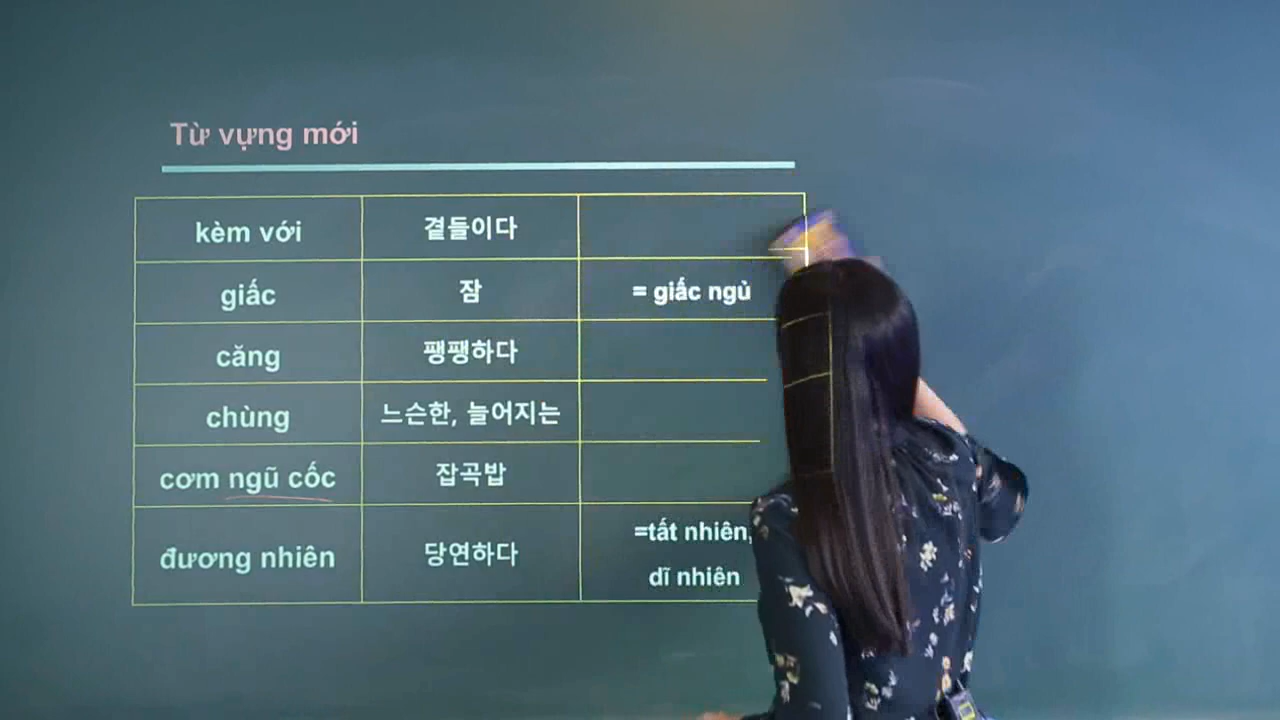 Từ vựng mới
kèm với 곁들이다
giấc 잠 = giấc ngủ
căng 팽팽하다
chùng 느슨한, 늘어지는
cơm ngũ cốc 잡곡밥
đương nhiên 당연하다 =tất nhiên,
dĩ nhiên